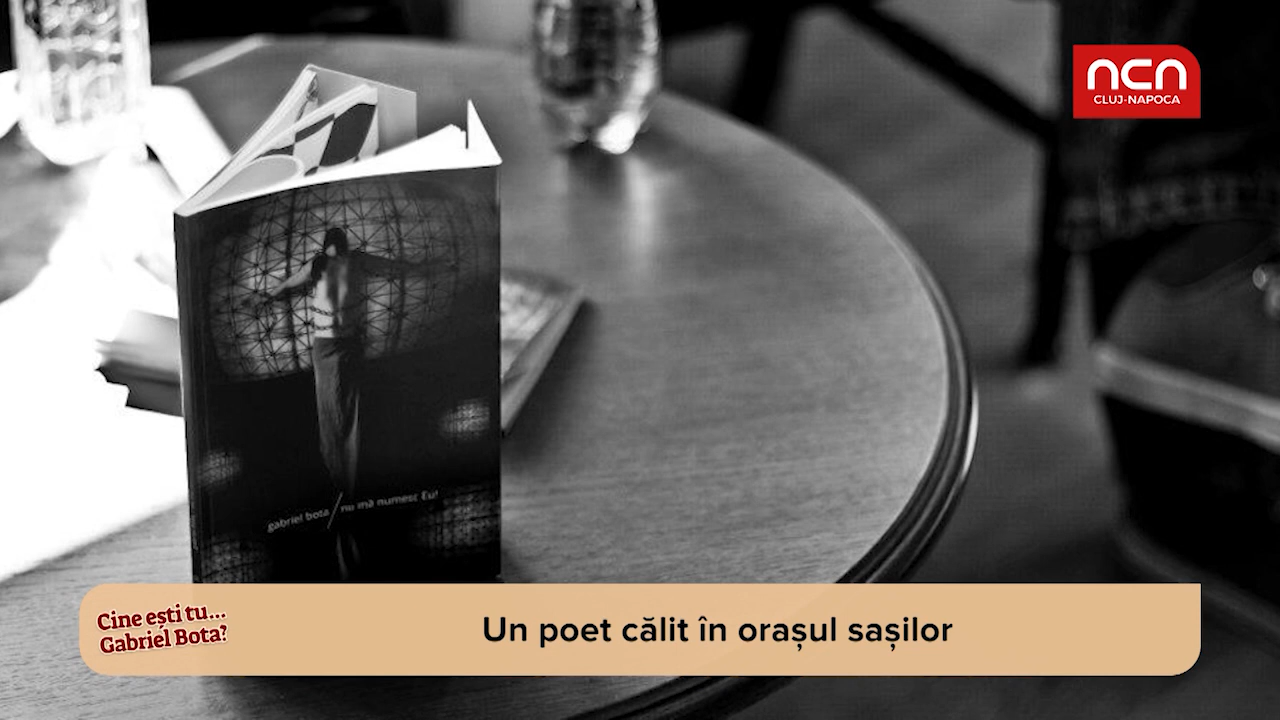 ncn
CLUJ-NAPOCA
gabriel bota / nu mă numesc Eu!
Cine ești tu...
Gabriel Bota?
Un poet călit în orașul sașilor